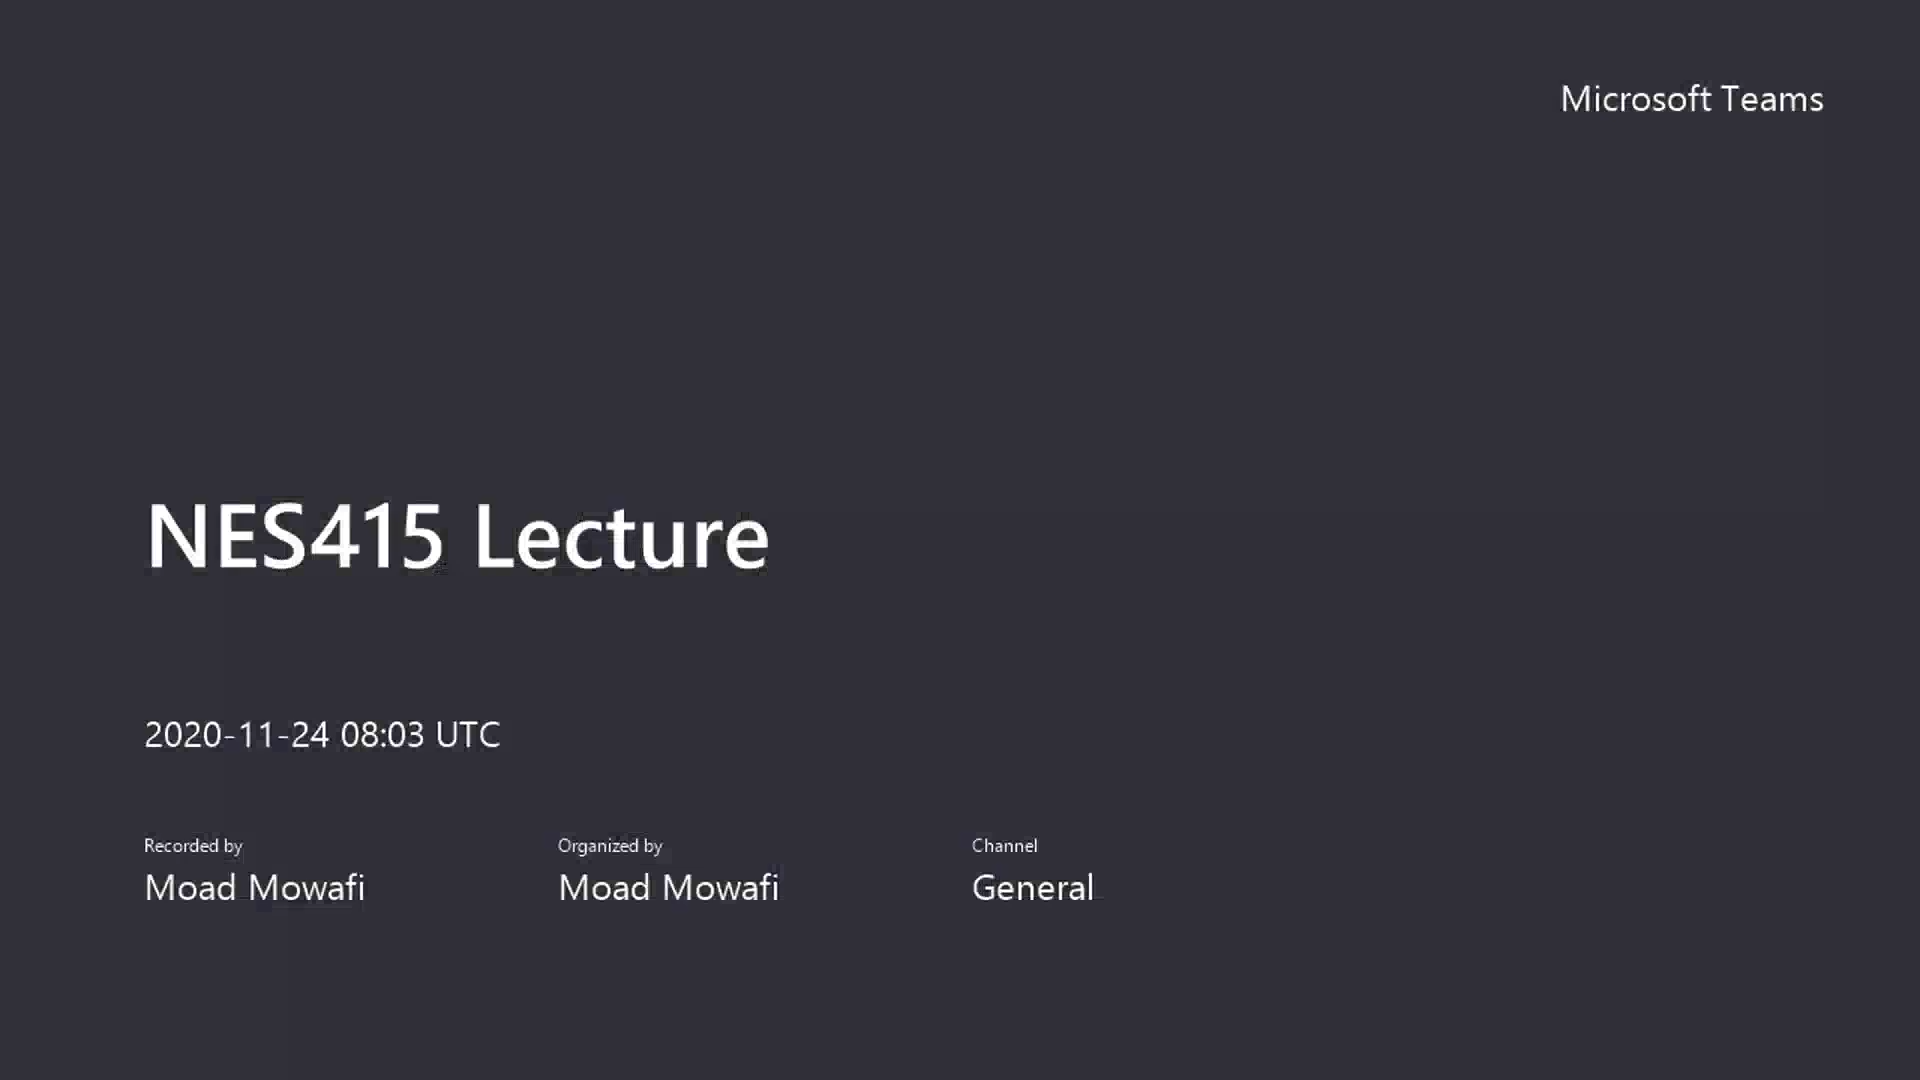 Microsoft Teams
NES415 Lecture
2020-11-24 08:03 UTC
Recorded by
Moad Mowafi
Organized by
Moad Mowafi
Channel
General